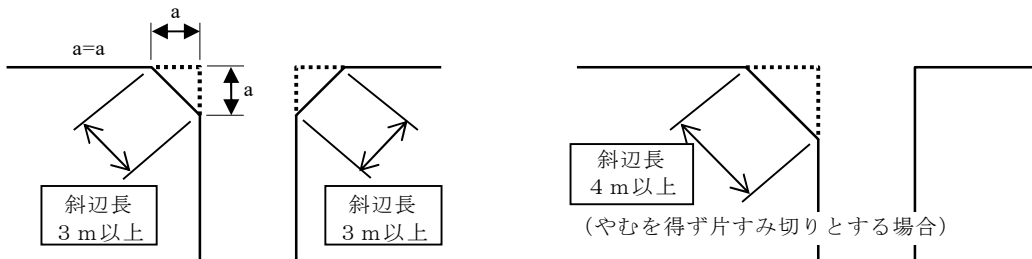 a
a=a
a
斜辺長
３ｍ以上
斜辺長
３ｍ以上
斜辺長
４ｍ以上
（やむを得ず片すみ切りとする場合）